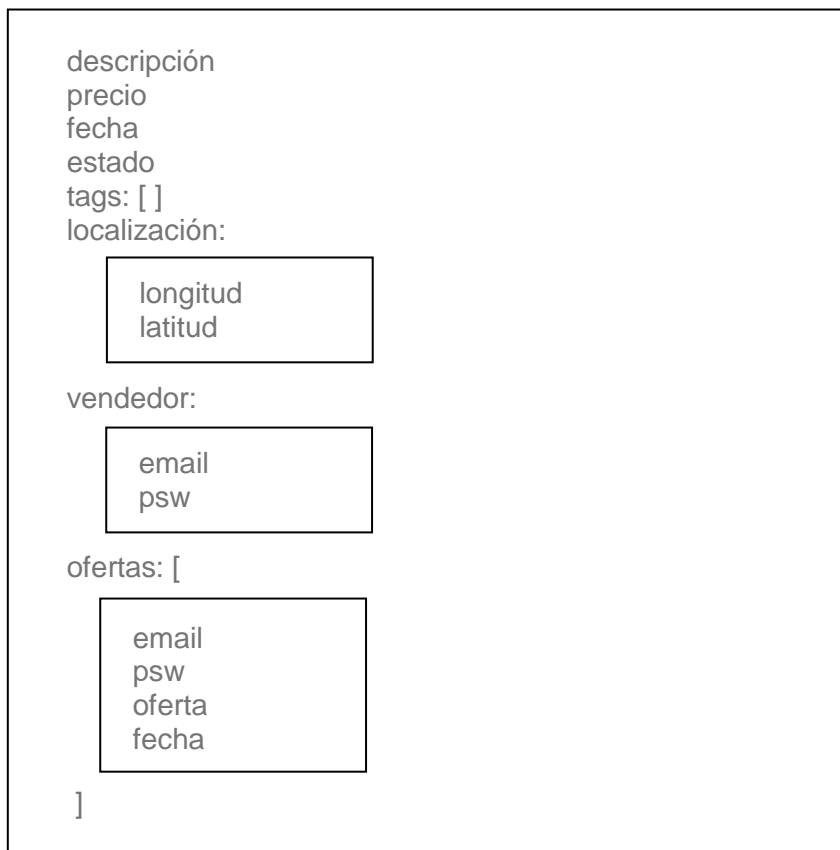 descripción
precio
fecha
estado
tags: [ ]
localización:
longitud
latitud
vendedor:
email
psw
ofertas: [
email
psw
oferta
fecha
]